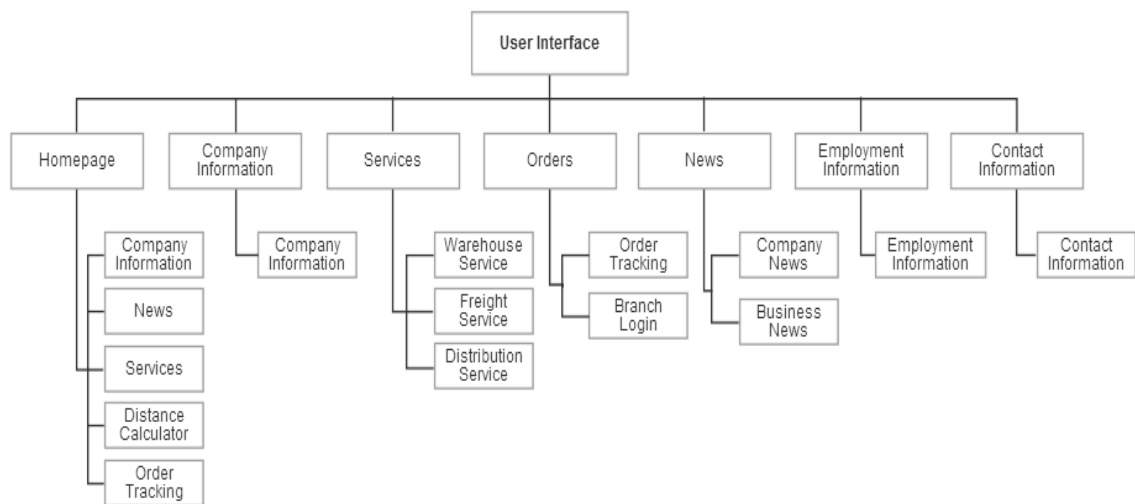 User Interface
Homepage
Company
Information
Services
Orders
News
Employment
Information
Contact
Information
Company
Information
News
Services
Distance
Calculator
Order
Tracking
Company
Information
Warehouse
Service
Freight
Service
Distribution
Service
Order
Tracking
Branch
Login
Company
News
Business
News
Employment
Information
Contact
Information